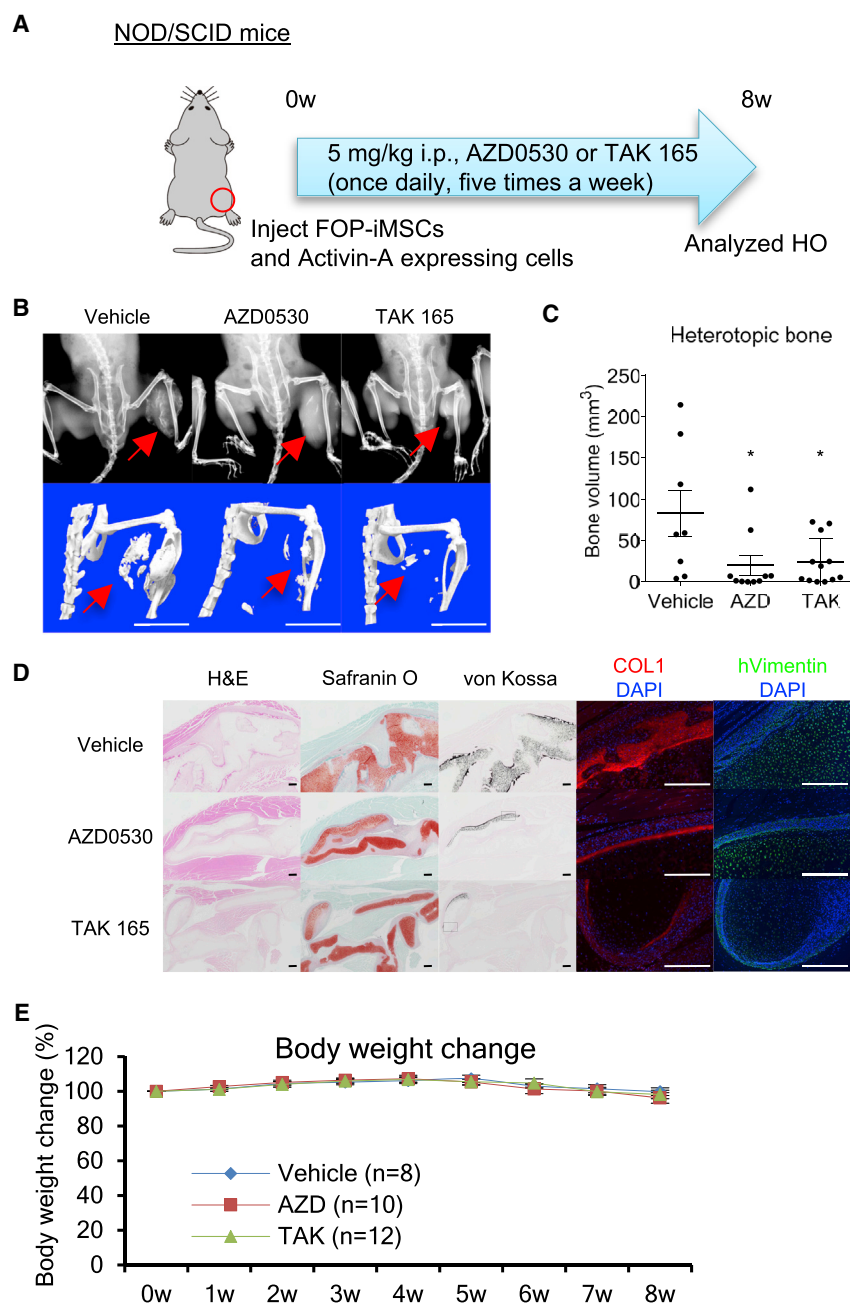 A
NOD/SCID mice
0w
8w
5 mg/kg i.p., AZD0530 or TAK 165
(once daily, five times a week)
Inject FOP-iMSCs
and Activin-A expressing cells
Analyzed HO
B
Vehicle
AZD0530
TAK 165
C
Heterotopic bone
Bone volume (mm3)
250
200
150
100
50
0
*
*
Vehicle
AZD
TAK
D
H&E
Safranin O
von Kossa
COL1
DAPI
hVimentin
DAPI
Vehicle
AZD0530
TAK 165
E
Body weight change
Body weight change (%)
120
100
80
60
40
20
0
Vehicle (n=8)
AZD (n=10)
TAK (n=12)
0w
1w
2w
3w
4w
5w
6w
7w
8w